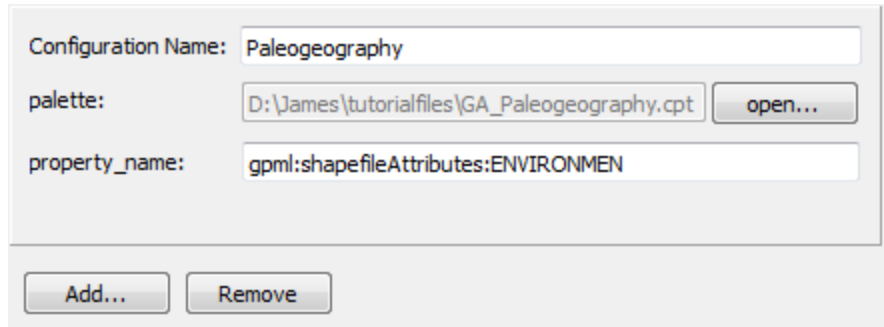 Configuration Name: Paleogeography
palette: D:\James\tutorialfiles\GA_Paleogeography.cpt open...
property_name: gpml:shapefileAttributes:ENVIRONMEN
Add... Remove